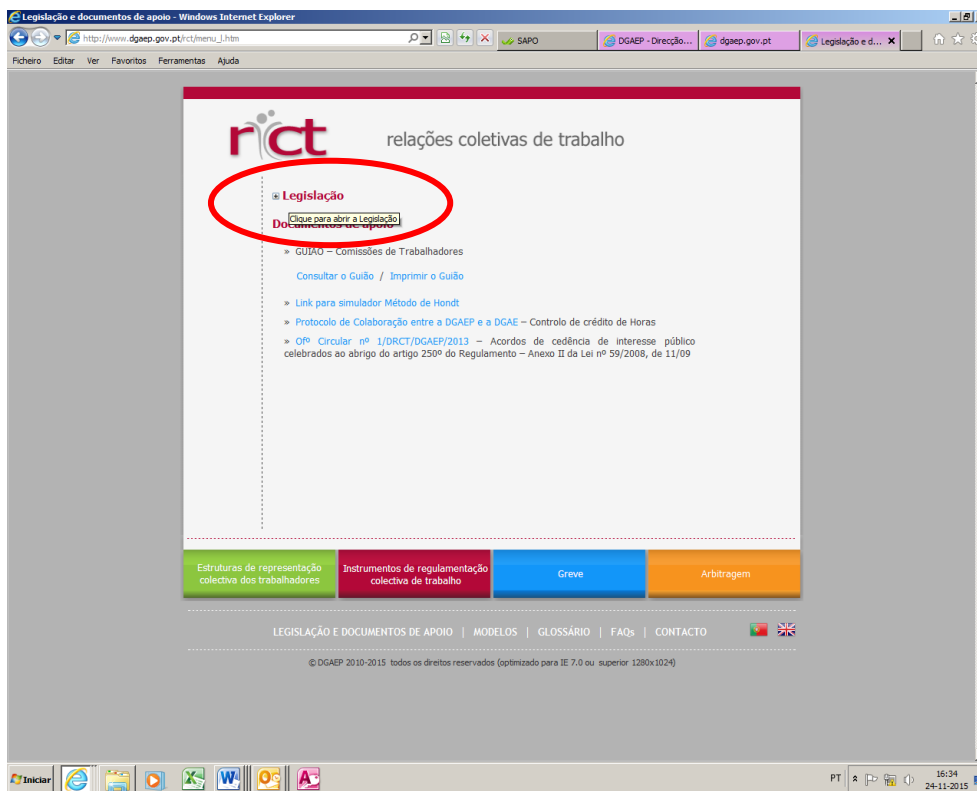 Legislação e documentos de apoio - Windows Internet Explorer
http://www.dgaep.gov.pt/rct/menu_l.htm
SAPO
DGAEP - Direcção...
dgaep.gov.pt
Legislação e d...
Ficheiro Editar Ver Favoritos Ferramentas Ajuda
rct
relações coletivas de trabalho
Legislação
Clique para abrir a Legislação
Documentos de apoio
» GUIÃO – Comissões de Trabalhadores
Consultar o Guião / Imprimir o Guião
» Link para simulador Método de Hondt
» Protocolo de Colaboração entre a DGAEP e a DGAE – Controlo de crédito de Horas
» Ofº Circular nº 1/DRCT/DGAEP/2013 – Acordos de cedência de interesse público
celebrados ao abrigo do artigo 250º do Regulamento – Anexo II da Lei nº 59/2008, de 11/09
Estruturas de representação
colectiva dos trabalhadores
Instrumentos de regulamentação
colectiva de trabalho
Greve
Arbitragem
LEGISLAÇÃO E DOCUMENTOS DE APOIO | MODELOS | GLOSSÁRIO | FAQs | CONTACTO
© DGAEP 2010-2015 todos os direitos reservados (optimizado para IE 7.0 ou superior 1280x1024)
Iniciar
PT
16:34
24-11-2015